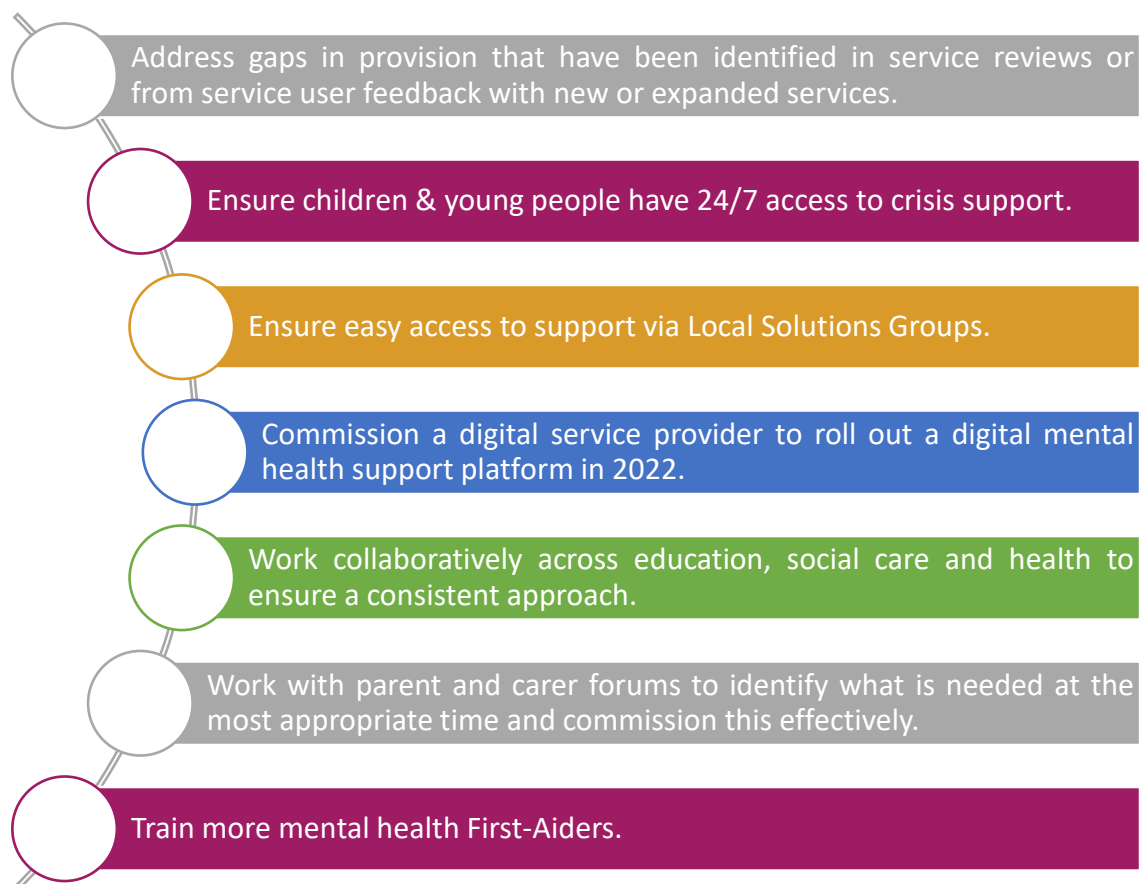 Address gaps in provision that have been identified in service reviews or
from service user feedback with new or expanded services.
Ensure children & young people have 24/7 access to crisis support.
Ensure easy access to support via Local Solutions Groups.
Commission a digital service provider to roll out a digital mental
health support platform in 2022.
Work collaboratively across education, social care and health to
ensure a consistent approach.
Work with parent and carer forums to identify what is needed at the
most appropriate time and commission this effectively.
Train more mental health First-Aiders.